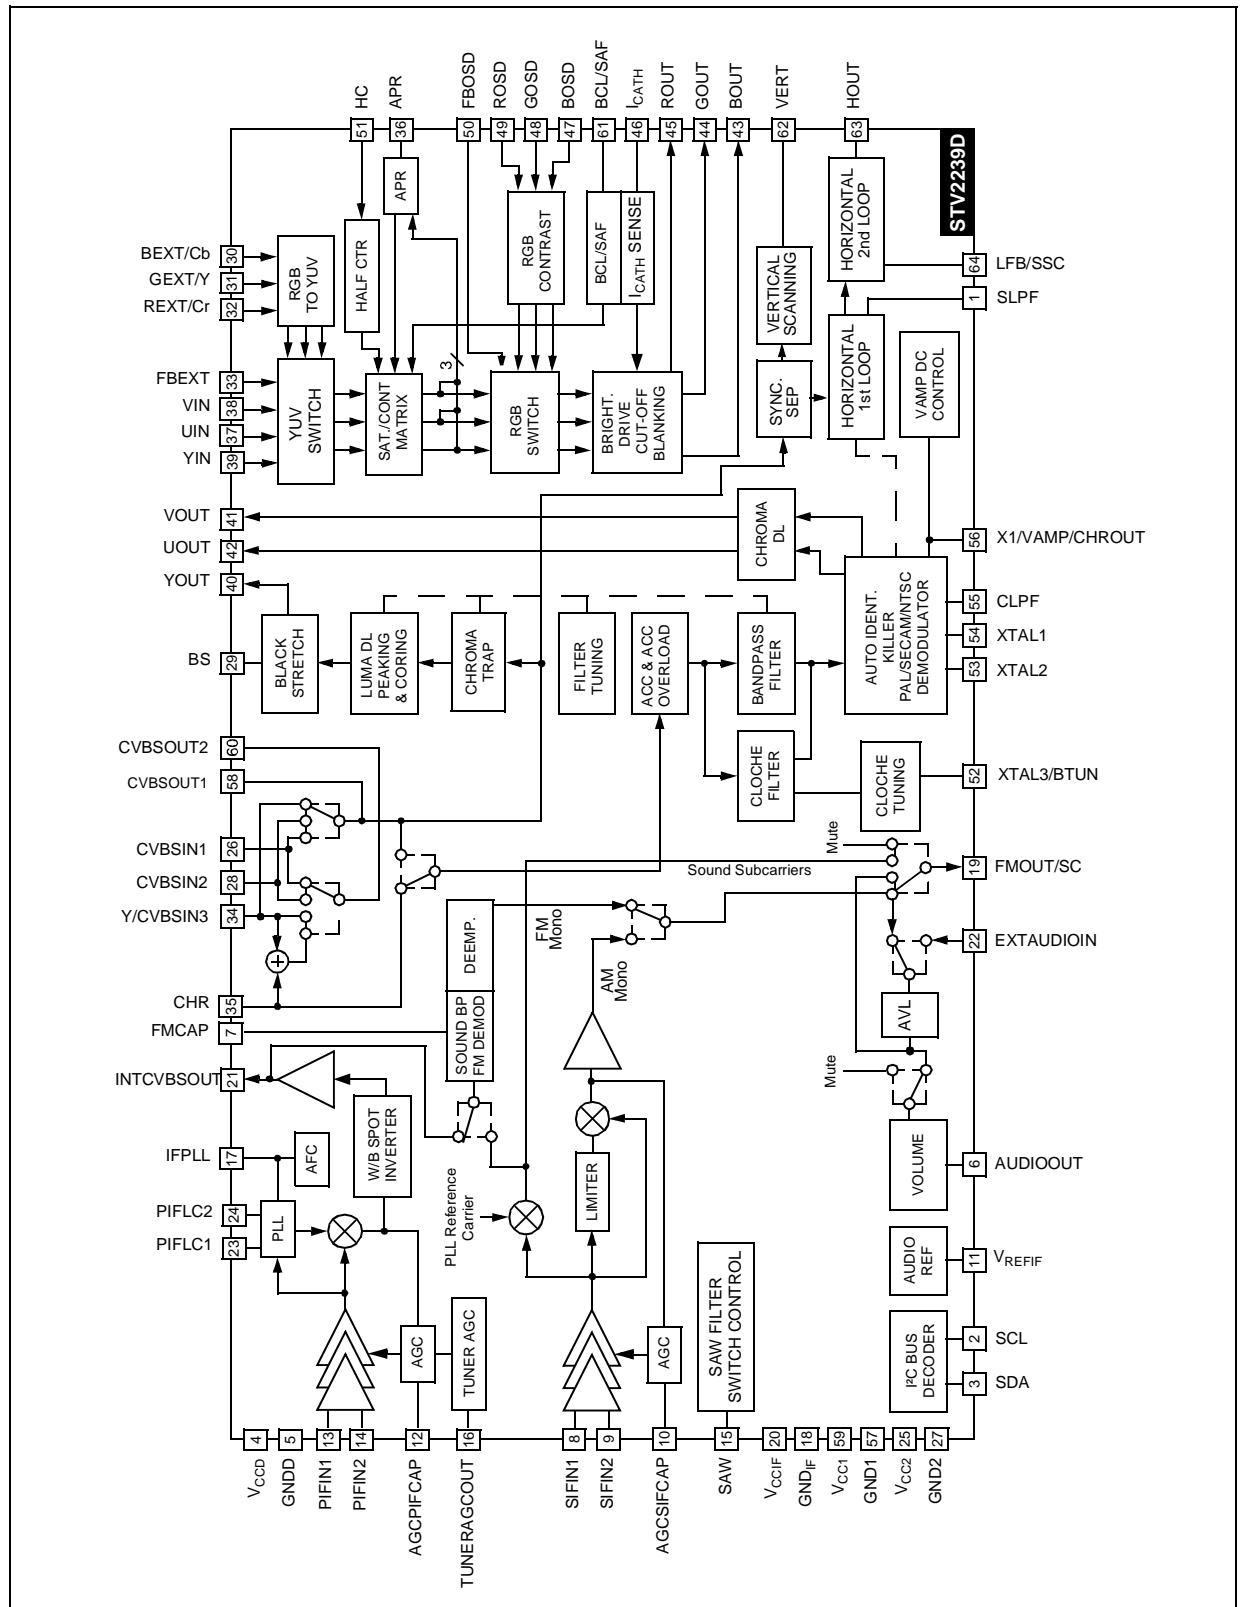 HC
APR
FBOSD
ROSD
GOSD
BOSD
BCL/SAF
ICATH
ROUT
GOUT
BOUT
VERT
HOUT
51
36
50
49
48
47
61
46
45
44
43
62
63
STV2239D
BEXT/Cb
30
GEXT/Y
31
REXT/Cr
32
FBEXT
33
VIN
38
UIN
37
YIN
39
VOUT
41
UOUT
42
YOUT
40
BS
29
CVBSOUT2
60
CVBSOUT1
58
CVBSIN1
26
CVBSIN2
28
Y/CVBSIN3
34
CHR
35
FMCAP
7
INTCVBSOUT
21
IFPLL
17
PIFLC2
24
PIFLC1
23
RGB
TO YUV
HALF CTR
APR
RGB
CONTRAST
BCL/SAF
ICATH SENSE
VERTICAL
SCANNING
HORIZONTAL
2nd LOOP
YUV
SWITCH
SAT./CONT
MATRIX
3
RGB
SWITCH
BRIGHT.
DRIVE
CUT-OFF
BLANKING
SYNC.
SEP
HORIZONTAL
1st LOOP
VAMP DC
CONTROL
CHROMA
DL
BLACK
STRETCH
LUMA DL
PEAKING
& CORING
CHROMA
TRAP
FILTER
TUNING
ACC & ACC
OVERLOAD
BANDPASS
FILTER
AUTO IDENT.
KILLER
PAL/SECAM/NTSC
DEMODULATOR
CLOCHE
FILTER
CLOCHE
TUNING
Mute
Sound Subcarriers
+
DEEMP.
FM
Mono
AM
Mono
SOUND BP
FM DEMOD
AVL
Mute
W/B SPOT
INVERTER
AFC
PLL
PLL Reference
Carrier
LIMITER
VOLUME
AUDIO
REF
AGC
TUNER AGC
AGC
SAW FILTER
SWITCH CONTROL
I²C BUS
DECODER
64
LFB/SSC
1
SLPF
56
X1/VAMP/CHROUT
55
CLPF
54
XTAL1
53
XTAL2
52
XTAL3/BTUN
19
FMOUT/SC
22
EXTAUDIOIN
6
AUDIOOUT
11
VREFIF
2
SCL
3
SDA
4
5
13
14
12
16
8
9
10
15
20
18
59
57
25
27
VCCD
GNDD
PIFIN1
PIFIN2
AGCPIFCAP
TUNERAGCOUT
SIFIN1
SIFIN2
AGCSIFCAP
SAW
VCCIF
GNDIF
VCC1
GND1
VCC2
GND2